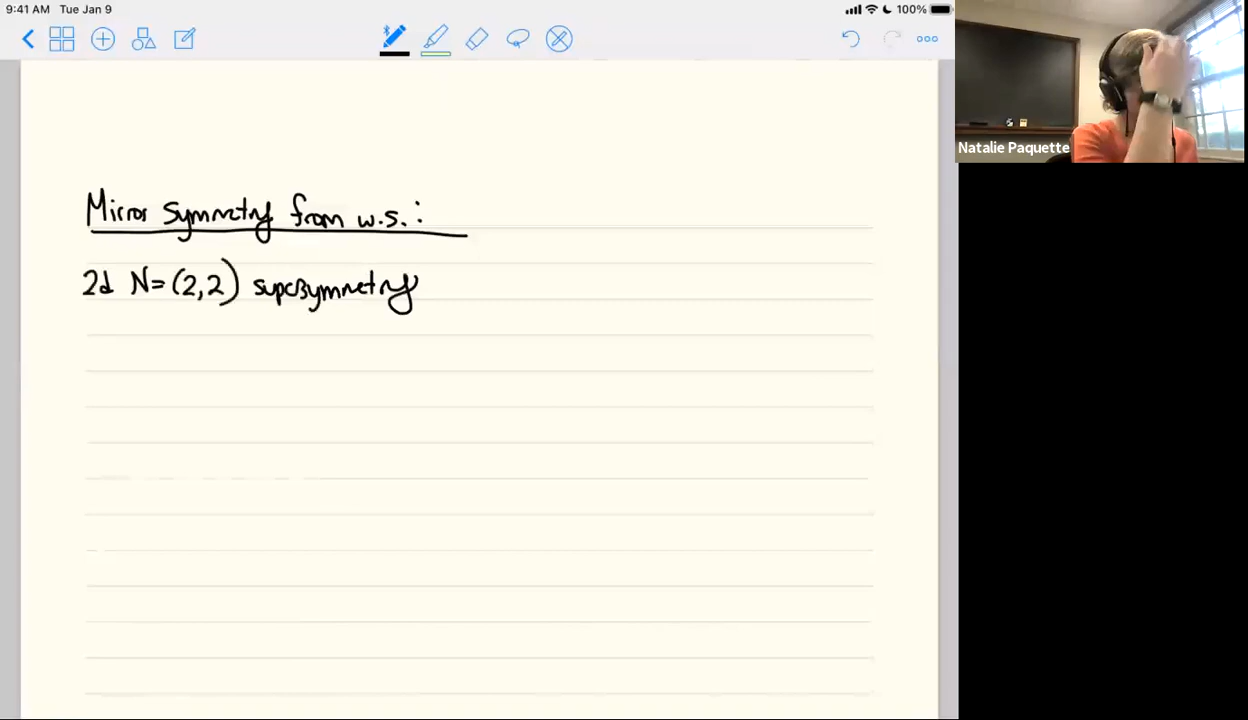 9:41 AM Tue Jan 9
100%
Natalie Paquette
Mirror Symmetry from w.s.:
2d N=(2,2) supersymmetry